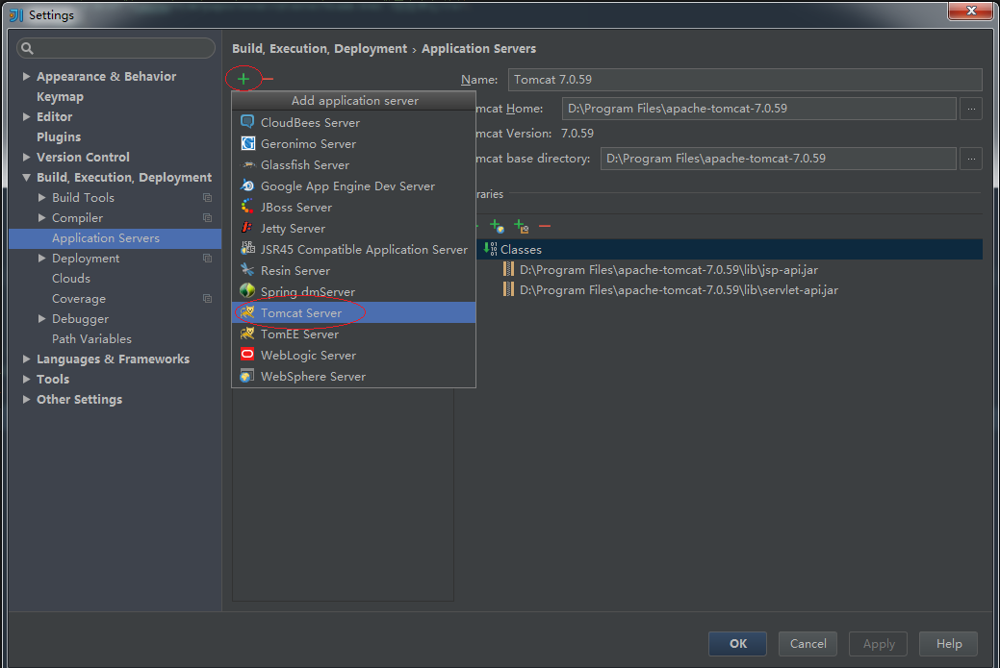 Settings
Appearance & Behavior
Keymap
Editor
Plugins
Version Control
Build, Execution, Deployment
Build Tools
Compiler
Application Servers
Deployment
Clouds
Coverage
Debugger
Path Variables
Languages & Frameworks
Tools
Other Settings
Build, Execution, Deployment › Application Servers
Add application server
CloudBees Server
Geronimo Server
Glassfish Server
Google App Engine Dev Server
JBoss Server
Jetty Server
JSR45 Compatible Application Server
Resin Server
Spring dmServer
Tomcat Server
TomEE Server
WebLogic Server
WebSphere Server
Name: Tomcat 7.0.59
mcat Home: D:\Program Files\apache-tomcat-7.0.59 ...
mcat Version: 7.0.59
mcat base directory: D:\Program Files\apache-tomcat-7.0.59 ...
raries
Classes
D:\Program Files\apache-tomcat-7.0.59\lib\jsp-api.jar
D:\Program Files\apache-tomcat-7.0.59\lib\servlet-api.jar
OK Cancel Apply Help